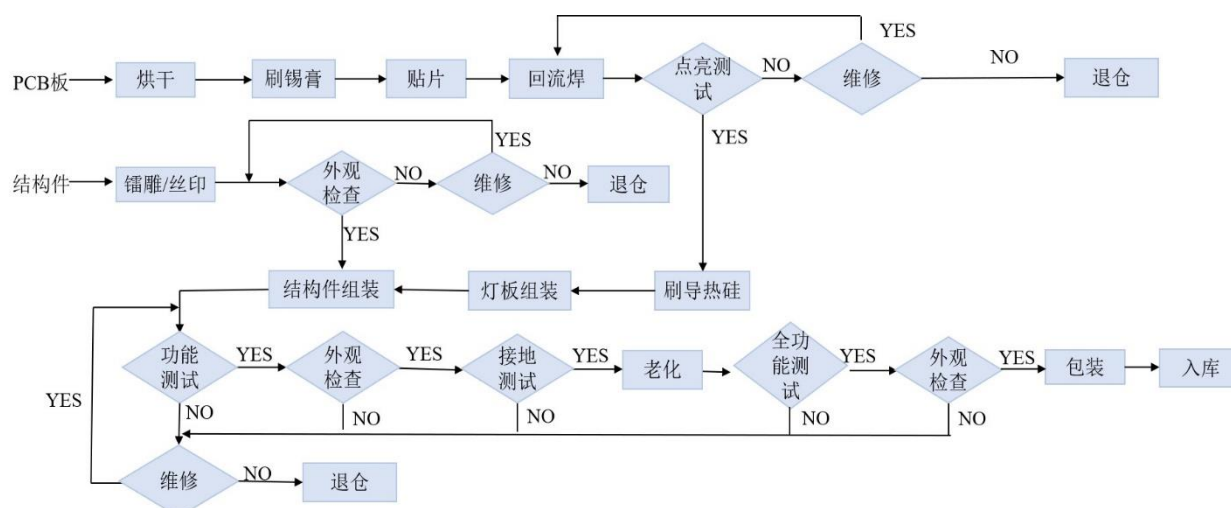 YES
PCB板
烘干
刷锡膏
贴片
回流焊
点亮测
试
NO
维修
NO
退仓
YES
YES
结构件
镭雕/丝印
外观
检查
NO
维修
NO
退仓
YES
结构件组装
灯板组装
刷导热硅
功能
测试
YES
外观
检查
YES
接地
测试
YES
老化
全功
能测
试
YES
外观
检查
YES
包装
入库
YES
NO
NO
NO
NO
NO
维修
NO
退仓